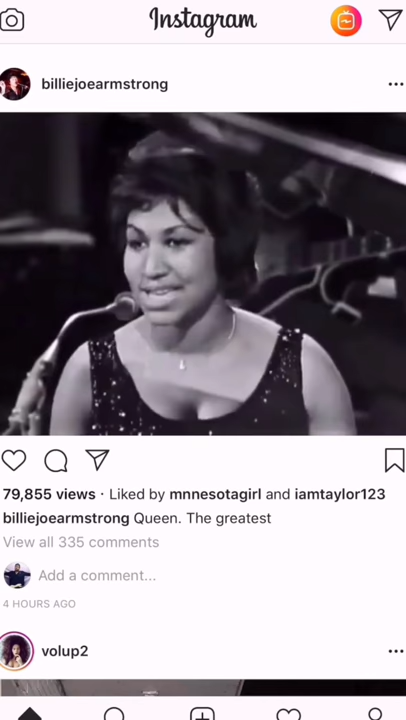 Instagram
billiejoearmstrong
79,855 views · Liked by mnnesotagirl and iamtaylor123
billiejoearmstrong Queen. The greatest
View all 335 comments
Add a comment...
4 HOURS AGO
volup2